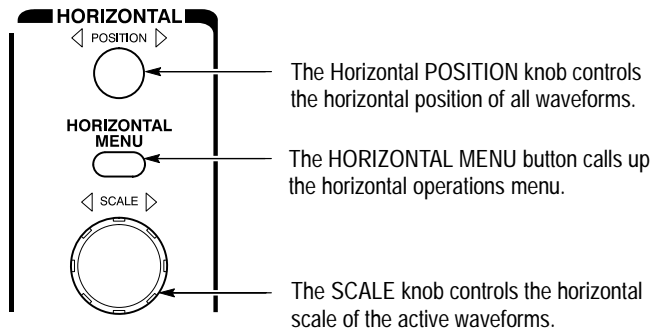 HORIZONTAL
POSITION
The Horizontal POSITION knob controls
the horizontal position of all waveforms.
HORIZONTAL
MENU
The HORIZONTAL MENU button calls up
the horizontal operations menu.
SCALE
The SCALE knob controls the horizontal
scale of the active waveforms.